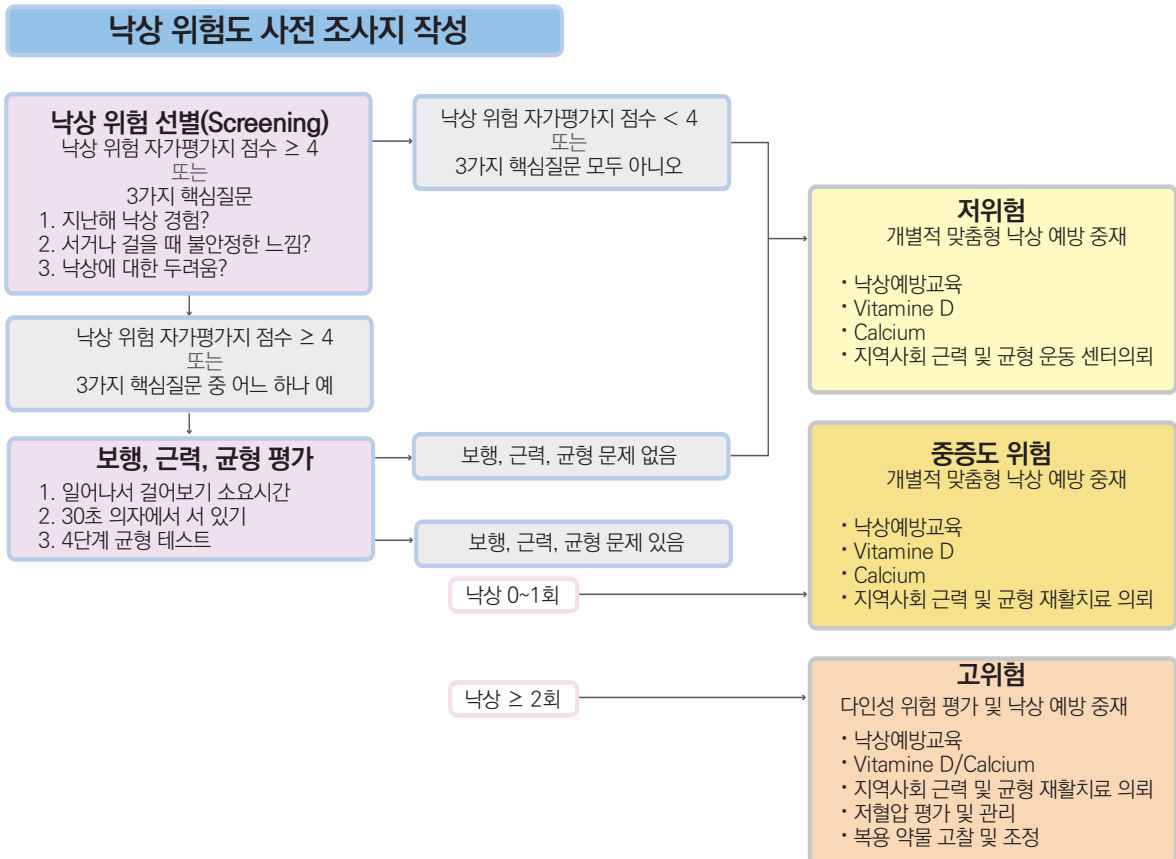 낙상 위험도 사전 조사지 작성
낙상 위험 선별(Screening)
낙상 위험 자가평가지 점수 ≥ 4
또는
3가지 핵심질문
1. 지난해 낙상 경험?
2. 서거나 걸을 때 불안정한 느낌?
3. 낙상에 대한 두려움?
낙상 위험 자가평가지 점수 < 4
또는
3가지 핵심질문 모두 아니오
낙상 위험 자가평가지 점수 ≥ 4
또는
3가지 핵심질문 중 어느 하나 예
보행, 근력, 균형 평가
1. 일어나서 걸어보기 소요시간
2. 30초 의자에서 서 있기
3. 4단계 균형 테스트
보행, 근력, 균형 문제 없음
보행, 근력, 균형 문제 있음
낙상 0~1회
낙상 ≥ 2회
저위험
개별적 맞춤형 낙상 예방 중재
· 낙상예방교육
· Vitamine D
· Calcium
· 지역사회 근력 및 균형 운동 센터의뢰
중증도 위험
개별적 맞춤형 낙상 예방 중재
· 낙상예방교육
· Vitamine D
· Calcium
· 지역사회 근력 및 균형 재활치료 의뢰
고위험
다인성 위험 평가 및 낙상 예방 중재
· 낙상예방교육
· Vitamine D/Calcium
· 지역사회 근력 및 균형 재활치료 의뢰
· 저혈압 평가 및 관리
· 복용 약물 고찰 및 조정